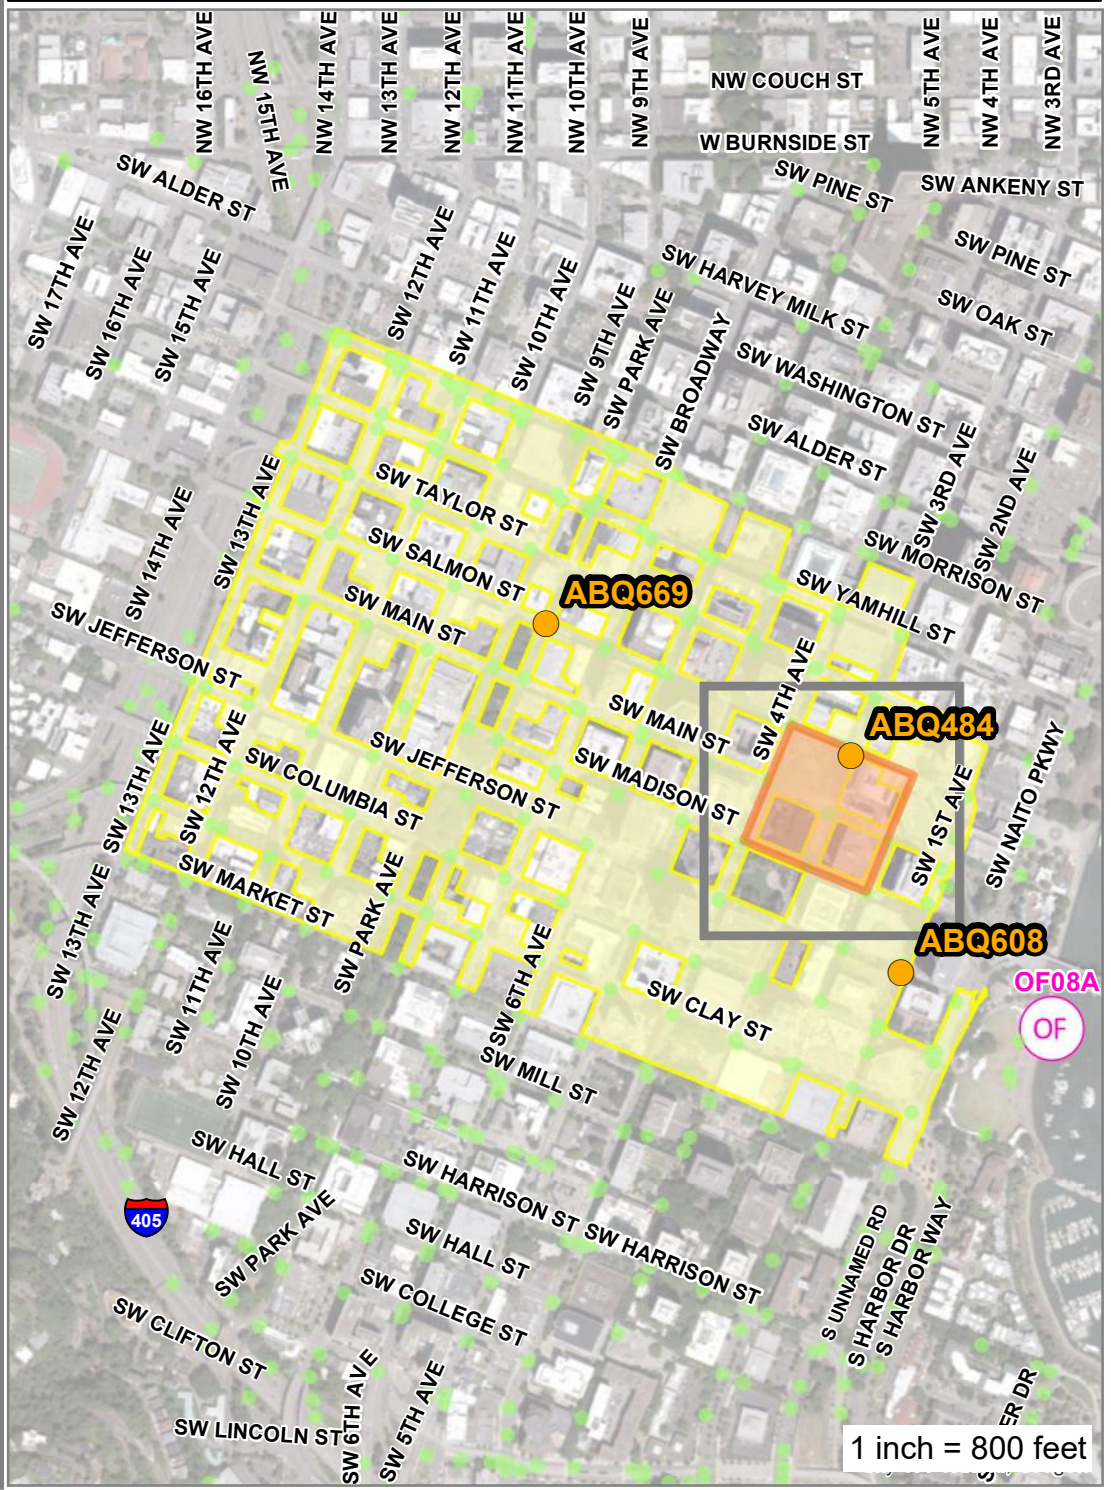 NW 16TH AVE
NW 15TH AVE
NW 14TH AVE
NW 13TH AVE
NW 12TH AVE
NW 11TH AVE
NW 10TH AVE
NW 9TH AVE
NW COUCH ST
NW 5TH AVE
NW 4TH AVE
NW 3RD AVE
W BURNSIDE ST
SW ALDER ST
SW PINE ST
SW ANKENY ST
SW 17TH AVE
SW 16TH AVE
SW 15TH AVE
SW 12TH AVE
SW 11TH AVE
SW 10TH AVE
SW 9TH AVE
SW PARK AVE
SW BROADWAY
SW HARVEY MILK ST
SW PINE ST
SW OAK ST
SW WASHINGTON ST
SW ALDER ST
SW 3RD AVE
SW 2ND AVE
SW 14TH AVE
SW 13TH AVE
SW TAYLOR ST
SW SALMON ST
SW MAIN ST
SW MORRISON ST
SW YAMHILL ST
ABQ669
SW JEFFERSON ST
SW 4TH AVE
SW MAIN ST
ABQ484
SW 13TH AVE
SW 12TH AVE
SW COLUMBIA ST
SW JEFFERSON ST
SW MADISON ST
SW 1ST AVE
SW NAITO PKWY
SW MARKET ST
SW PARK AVE
SW 13TH AVE
SW 11TH AVE
SW 10TH AVE
SW 6TH AVE
ABQ608
OF08A
OF
SW CLAY ST
SW 12TH AVE
SW MILL ST
SW HALL ST
SW HARRISON ST
SW HARRISON ST
405
SW PARK AVE
SW HALL ST
SW COLLEGE ST
S UNNAMED RD
S HARBOR DR
S HARBOR WAY
SW CLIFTON ST
SW LINCOLN ST
SW 6TH AVE
SW 5TH AVE
1 inch = 800 feet